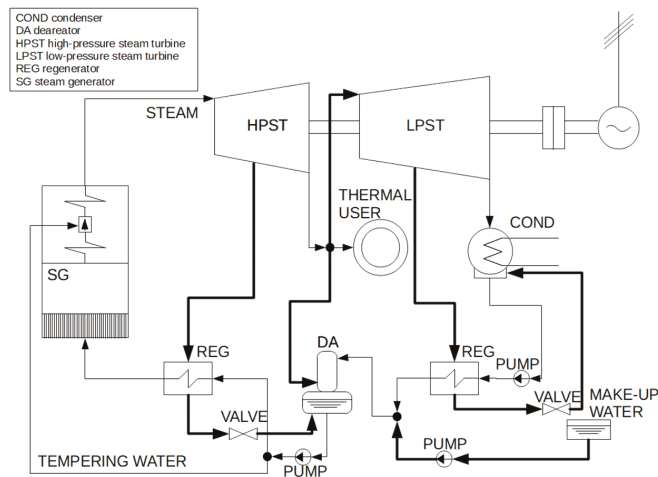 COND condenser
DA deareator
HPST high-pressure steam turbine
LPST low-pressure steam turbine
REG regenerator
SG steam generator
STEAM
HPST
LPST
THERMAL
USER
COND
SG
REG
DA
REG
PUMP
VALVE
VALVE
MAKE-UP
WATER
PUMP
TEMPERING WATER
PUMP